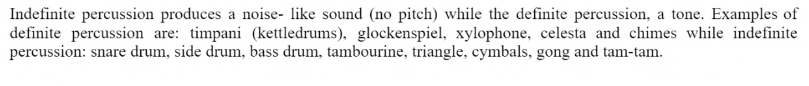 Indefinite percussion produces a noise- like sound (no pitch) while the definite percussion, a tone. Examples of
definite percussion are: timpani (kettledrums), glockenspiel, xylophone, celesta and chimes while indefinite
percussion: snare drum, side drum, bass drum, tambourine, triangle, cymbals, gong and tam-tam.